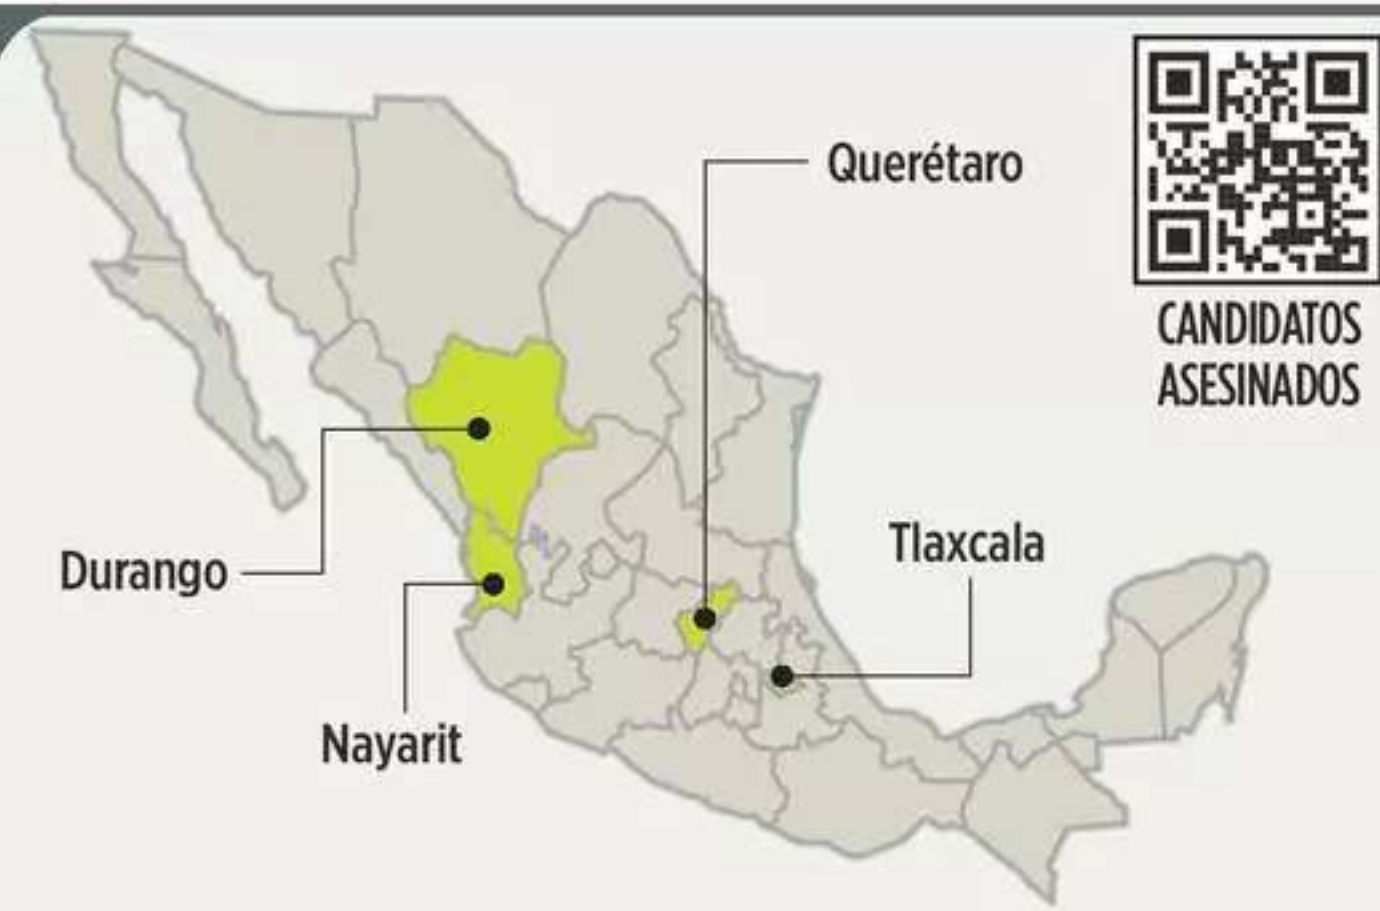 Querétaro
CANDIDATOS
ASESINADOS
Tlaxcala
Durango
Nayarit